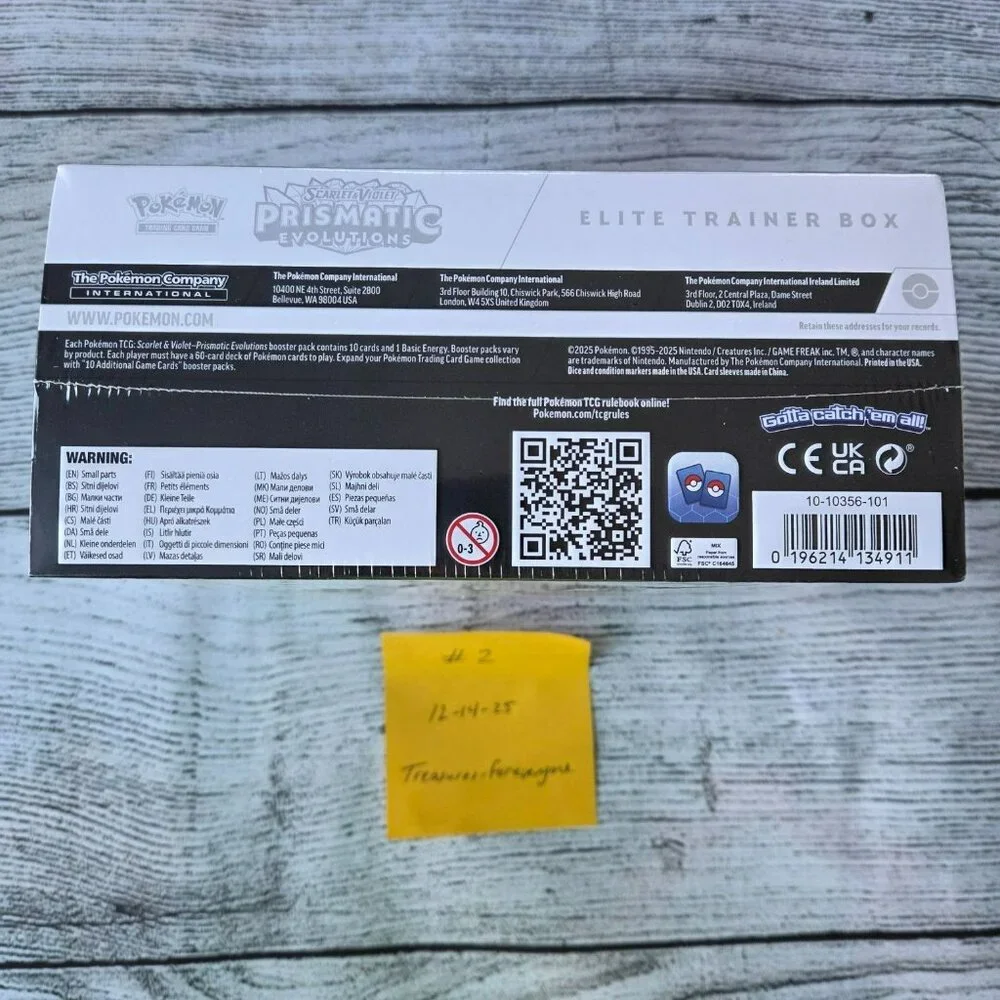 Pokémon
TRADING CARD GAME
SCARLET & VIOLET
PRISMATIC
EVOLUTIONS
ELITE TRAINER BOX
The Pokémon Company
INTERNATIONAL
The Pokémon Company International
10400 NE 4th Street, Suite 2800
Bellevue, WA 98004 USA
The Pokémon Company International
3rd Floor Building 10, Chiswick Park, 566 Chiswick High Road
London, W4 5XS United Kingdom
The Pokémon Company International Ireland Limited
3rd Floor, 2 Central Plaza, Dame Street
Dublin 2, D02 T0X4, Ireland
WWW.POKEMON.COM
Retain these addresses for your records.
Each Pokémon TCG: Scarlet & Violet–Prismatic Evolutions booster pack contains 10 cards and 1 Basic Energy. Booster packs vary
by product. Each player must have a 60-card deck of Pokémon cards to play. Expand your Pokémon Trading Card Game collection
with "10 Additional Game Cards" booster packs.
©2025 Pokémon. ©1995-2025 Nintendo / Creatures Inc. / GAME FREAK inc. TM, ®, and character names
are trademarks of Nintendo. Manufactured by The Pokémon Company International. Printed in the USA.
Dice and condition markers made in the USA. Card sleeves made in China.
Find the full Pokémon TCG rulebook online!
Pokemon.com/tcgrules
Gotta catch 'em all!™
WARNING:
(EN) Small parts
(BS) Sitni dijelovi
(BG) Малки части
(HR) Sitni dijelovi
(CS) Malé části
(DA) Små dele
(NL) Kleine onderdelen
(ET) Väikesed osad
(FI) Sisältää pieniä osia
(FR) Petits éléments
(DE) Kleine Teile
(EL) Περιέχει μικρά Κομμάτια
(HU) Apró alkatrészek
(IS) Litlir hlutir
(IT) Oggetti di piccole dimensioni
(LV) Mazas detaļas
(LT) Mažos dalys
(MK) Мали делови
(ME) Ситни дијелови
(NO) Små deler
(PL) Małe części
(PT) Peças pequenas
(RO) Conține piese mici
(SR) Mali delovi
(SK) Výrobok obsahuje malé časti
(SL) Majhni deli
(ES) Piezas pequeñas
(SV) Små delar
(TR) Küçük parçaları
0-3
CE UK CA
FSC
MIX
Paper from
responsible sources
FSC® C164645
10-10356-101
0 196214 134911
# 2
12-14-25